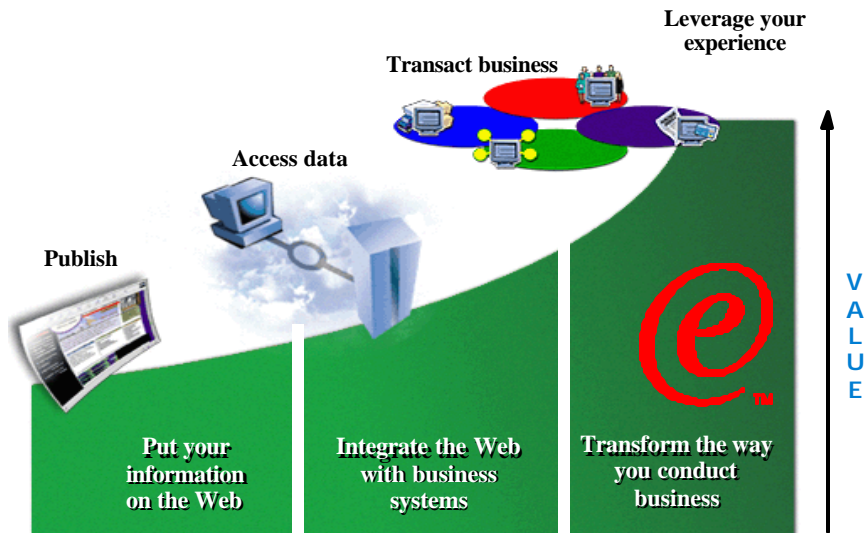 Leverage your
experience
Transact business
Access data
Publish
V
A
L
U
E
e
TM
Put your
information
on the Web
Integrate the Web
with business
systems
Transform the way
you conduct
business